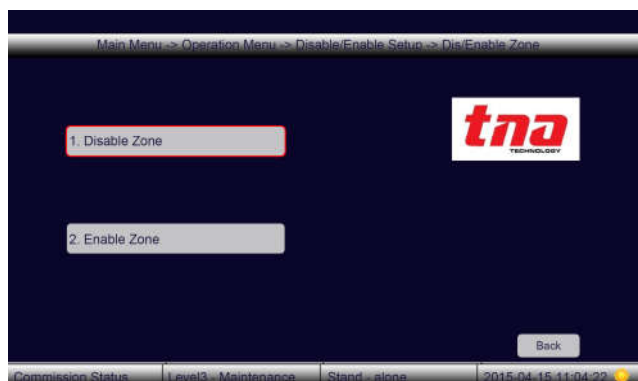 Main Menu -> Operation Menu -> Disable/Enable Setup -> Dis/Enable Zone
tna
TECHNOLOGY
1. Disable Zone
2. Enable Zone
Back
Commission Status Level3 - Maintenance Stand - alone 2015-04-15 11:04:22